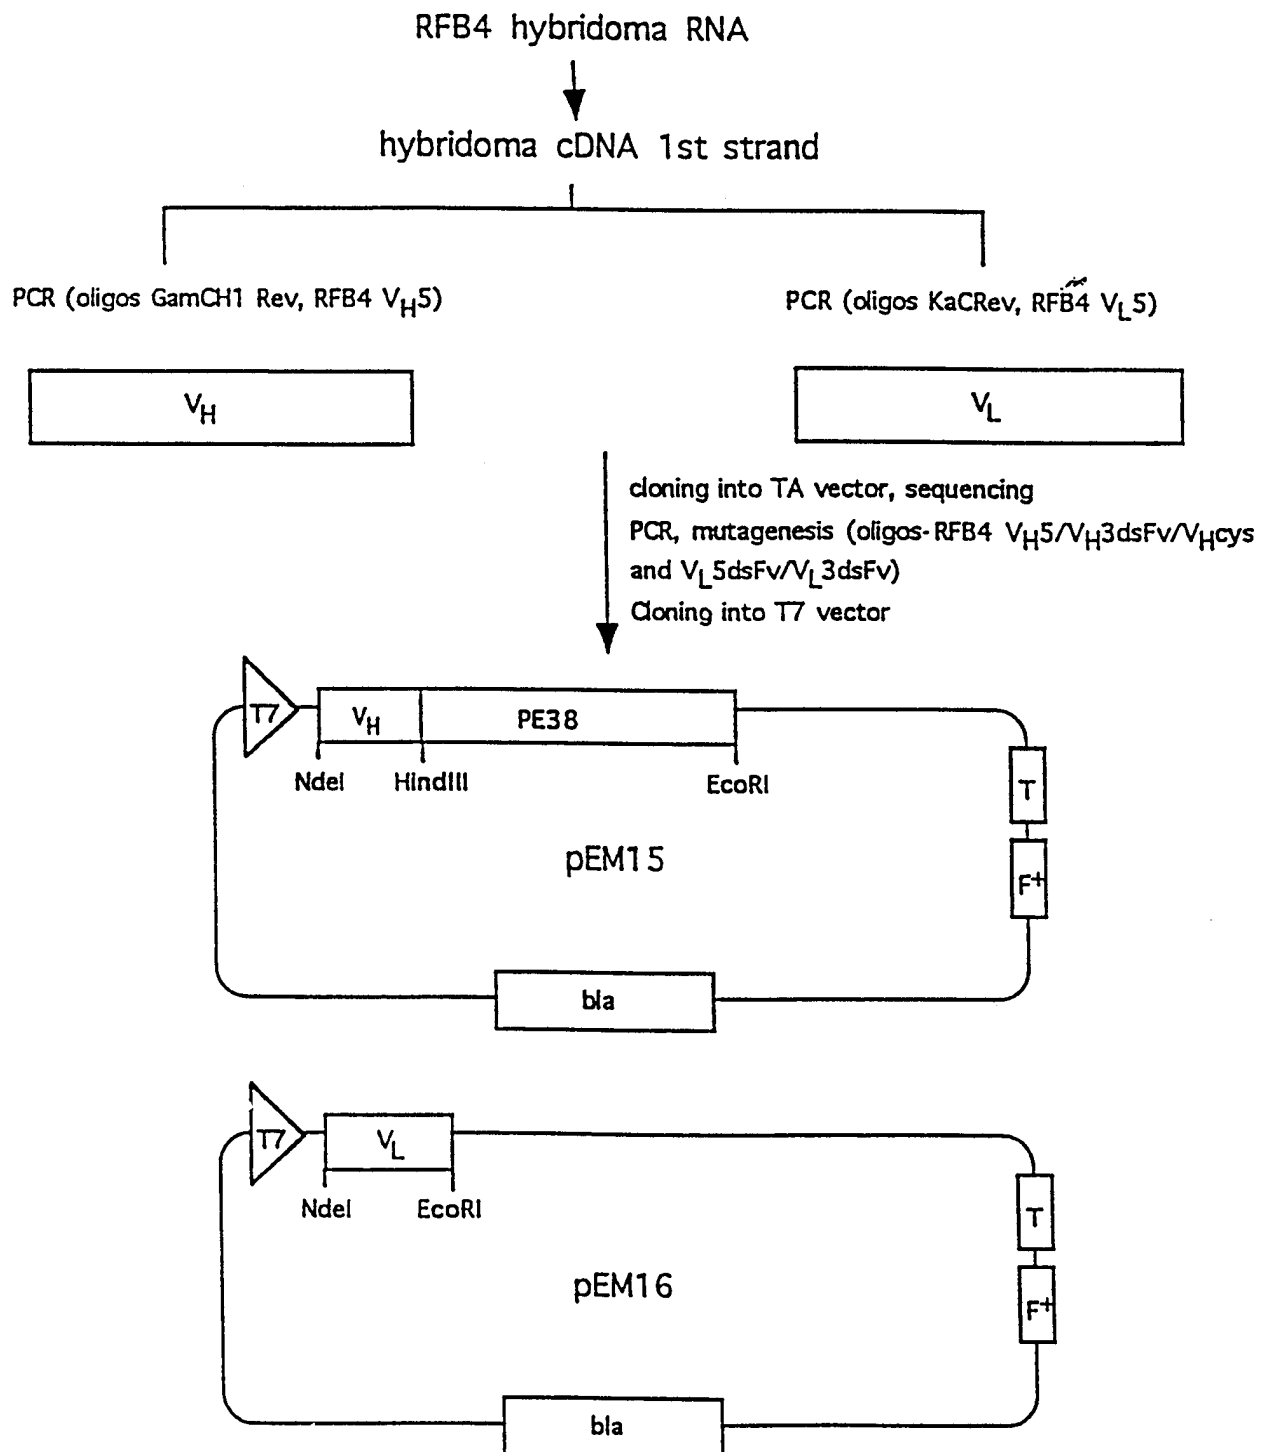 RFB4 hybridoma RNA
hybridoma cDNA 1st strand
PCR (oligos GamCH1 Rev, RFB4 VH5)
PCR (oligos KaCRev, RFB4 VL5)
VH
VL
cloning into TA vector, sequencing
PCR, mutagenesis (oligos-RFB4 VH5/VH3dsFv/VHcys
and VL5dsFv/VL3dsFv)
Cloning into T7 vector
T7
VH
PE38
NdeI
HindIII
EcoRI
T
pEM15
F+
bla
T7
VL
NdeI
EcoRI
T
pEM16
F+
bla